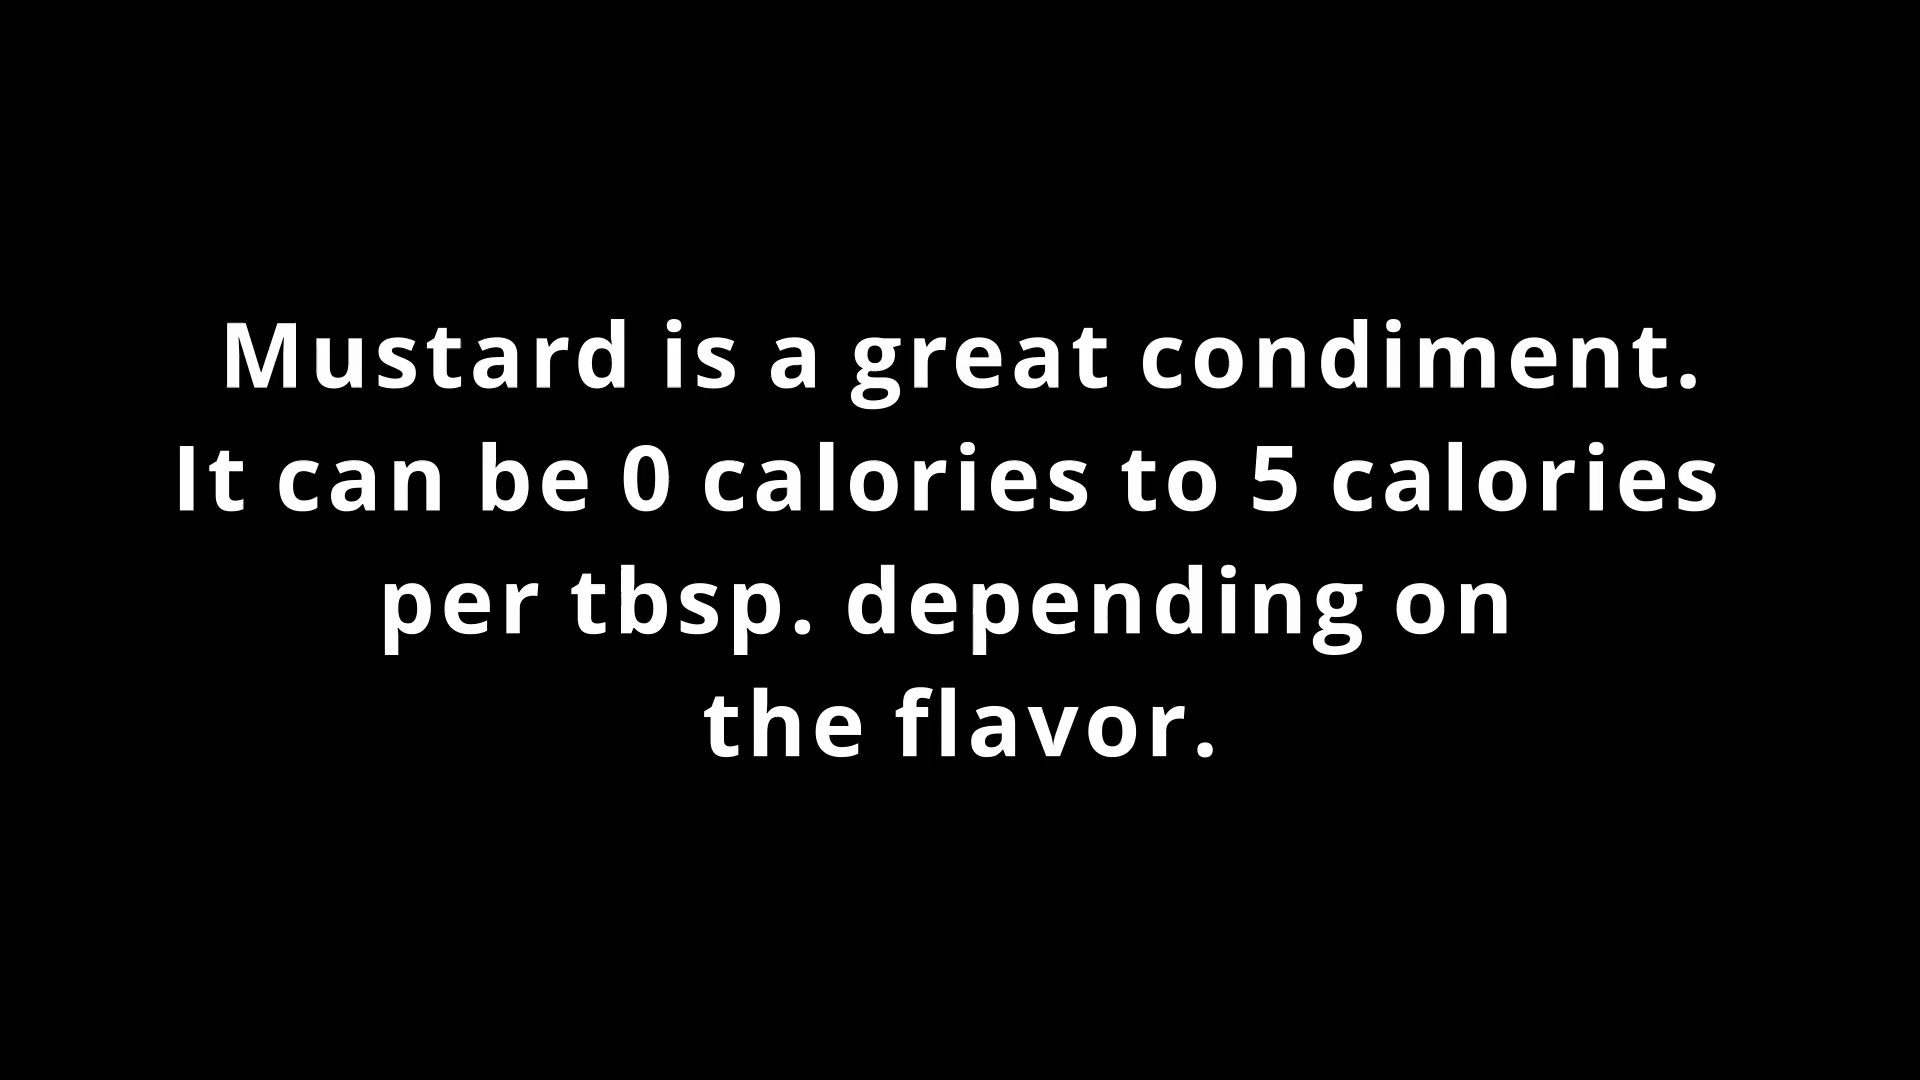 Mustard is a great condiment.
It can be 0 calories to 5 calories
per tbsp. depending on
the flavor.